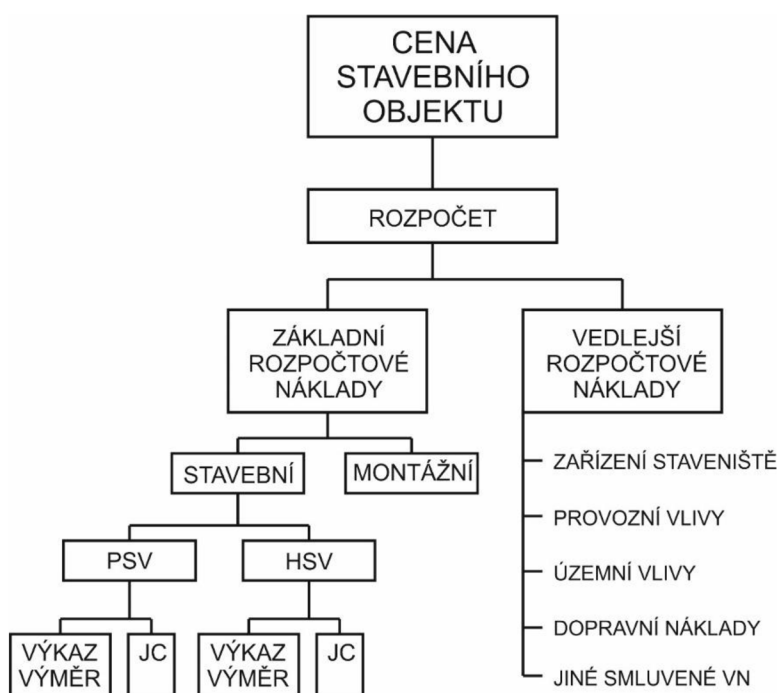 CENA
STAVEBNÍHO
OBJEKTU
ROZPOČET
ZÁKLADNÍ
ROZPOČTOVÉ
NÁKLADY
VEDLEJŠÍ
ROZPOČTOVÉ
NÁKLADY
STAVEBNÍ
MONTÁŽNÍ
PSV
HSV
VÝKAZ
VÝMĚR
JC
VÝKAZ
VÝMĚR
JC
ZAŘÍZENÍ STAVENIŠTĚ
PROVOZNÍ VLIVY
ÚZEMNÍ VLIVY
DOPRAVNÍ NÁKLADY
JINÉ SMLUVENÉ VN